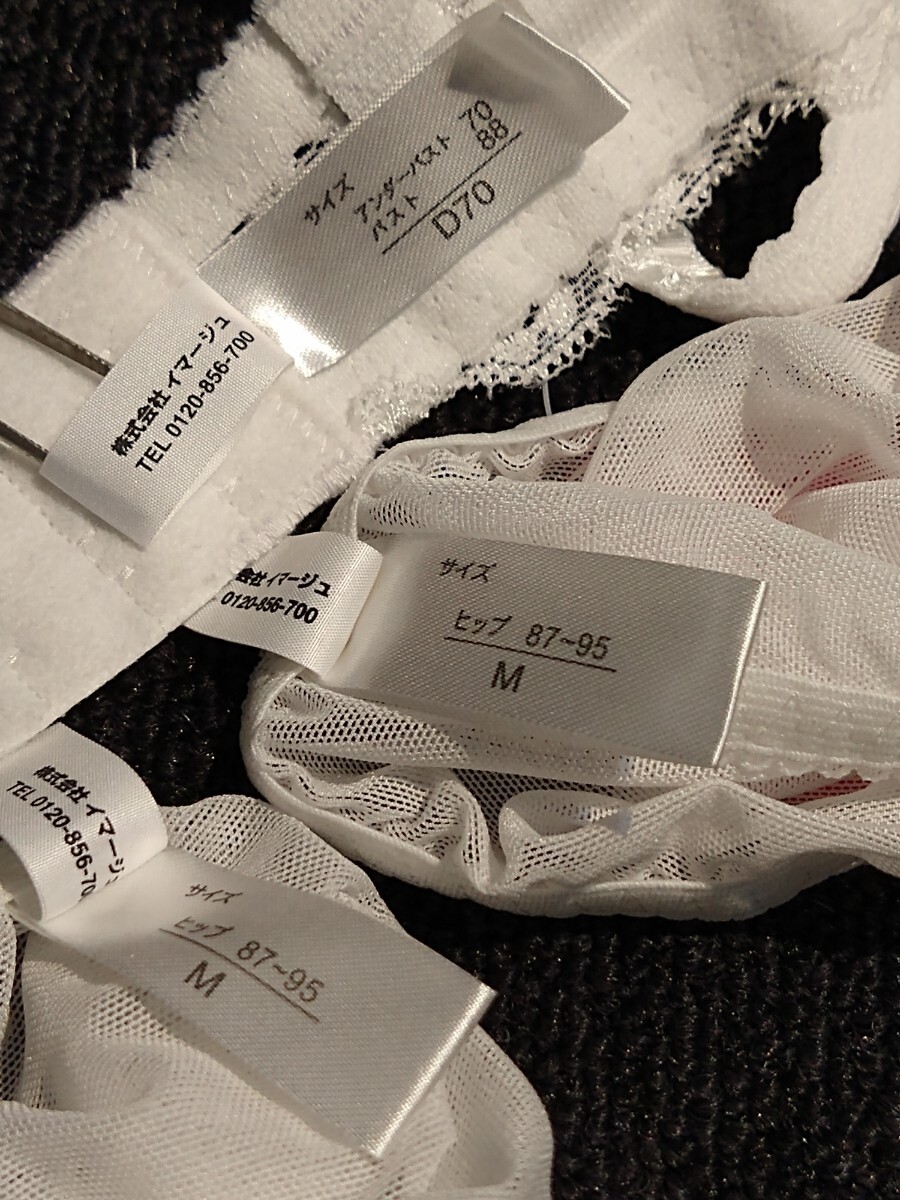 サイズ
アンダーバスト 70
バスト 88
D70
株式会社 イマージュ
TEL 0120-856-700
サイズ
ヒップ 87~95
M
会社 イマージュ
0120-856-700
株式会社 イマージュ
TEL 0120-856-70
サイズ
ヒップ 87~95
M